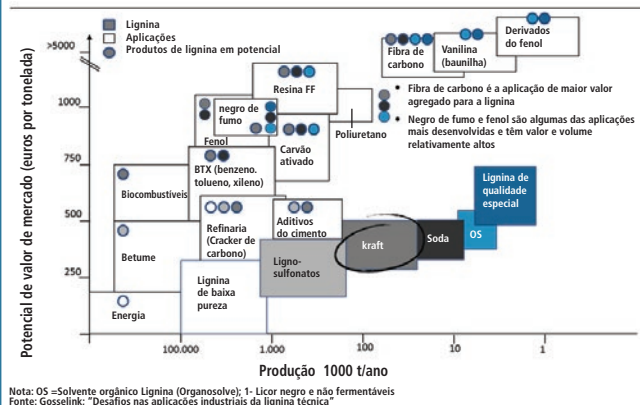 Lignina
Aplicações
Produtos de lignina em potencial
Potencial de valor de mercado (euros por tonelada)
>5000
1000
750
500
250
Fibra de
carbono
Vanilina
(baunilha)
Derivados
do fenol
• Fibra de carbono é a aplicação de maior valor
agregado para a lignina
• Negro de fumo e fenol são algumas das aplicações
mais desenvolvidas e têm valor e volume
relativamente altos
Resina FF
negro de
fumo
Fenol
Poliuretano
Carvão
ativado
BTX (benzeno.
tolueno, xileno)
Biocombustíveis
Lignina de
qualidade
especial
Refinaria
(Cracker de
carbono)
Aditivos
do cimento
Betume
kraft
Soda
OS
Ligno-
sulfonatos
Lignina
de baixa
pureza
Energia
100.000
1.000
100
10
1
Produção 1000 t/ano
Nota: OS =Solvente orgânico Lignina (Organosolve); 1- Licor negro e não fermentáveis
Fonte: Gosselink: "Desafios nas aplicações industriais da lignina técnica"